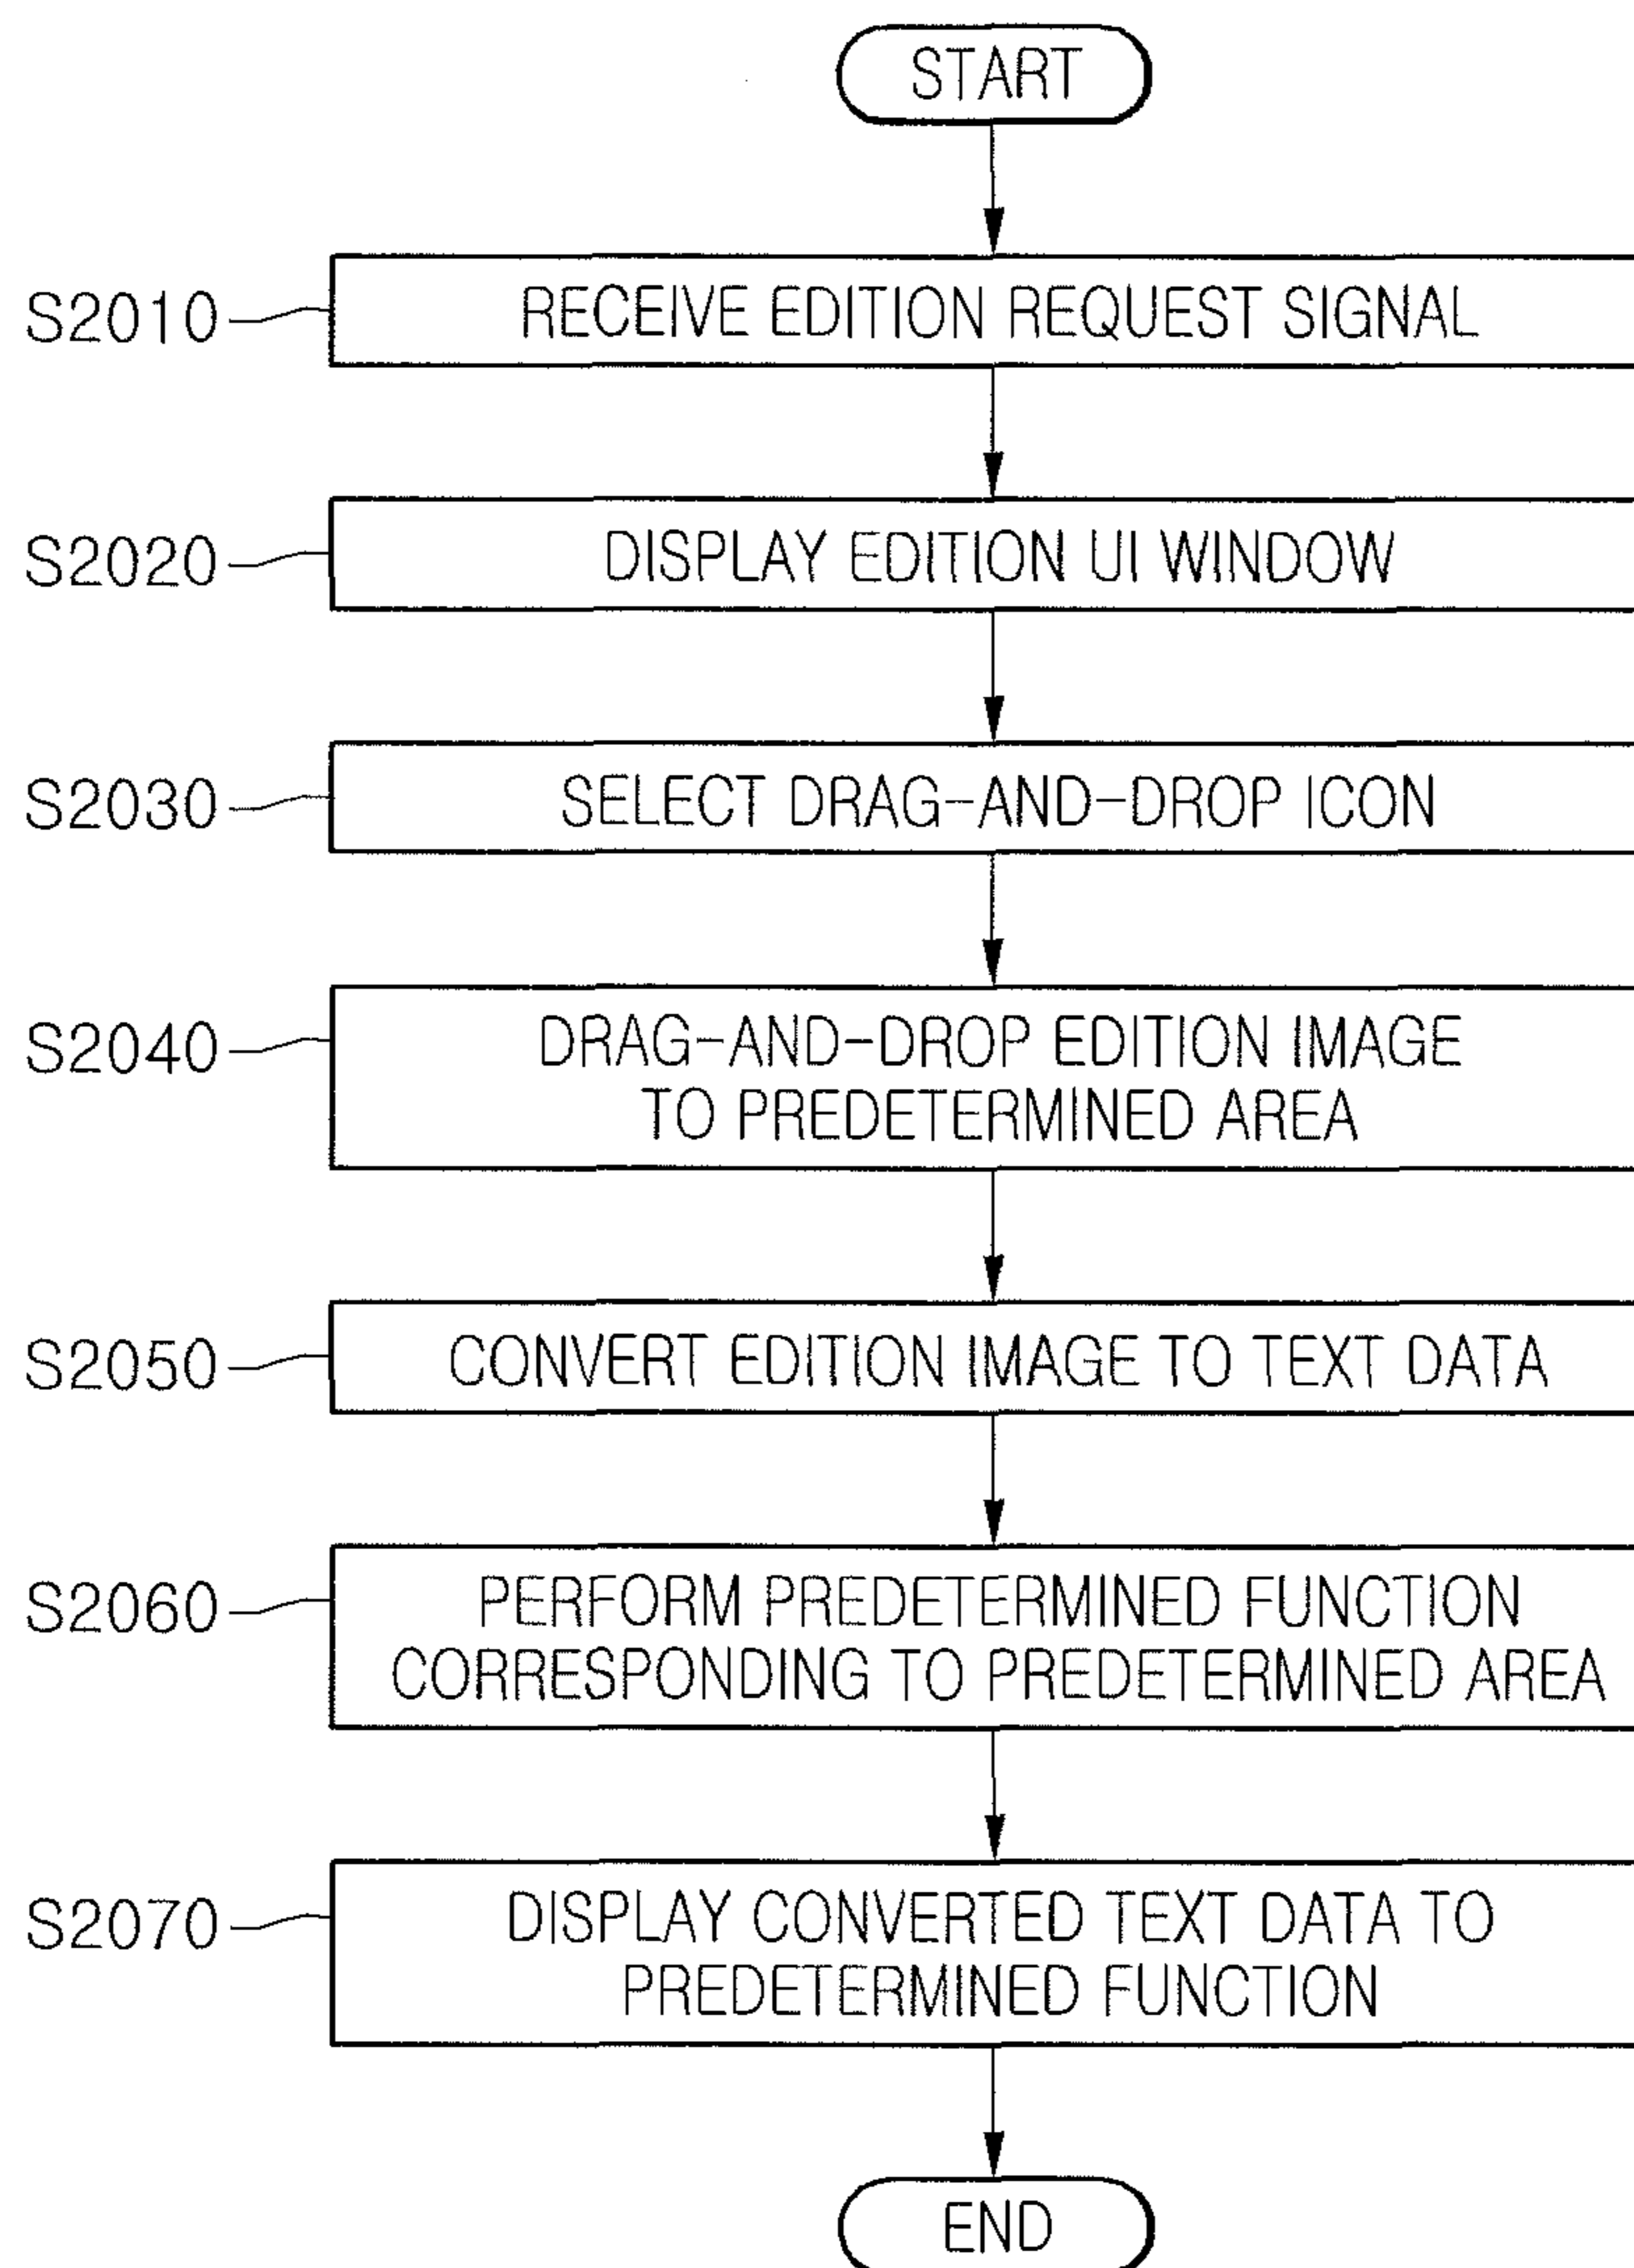 START
S2010
RECEIVE EDITION REQUEST SIGNAL
S2020
DISPLAY EDITION UI WINDOW
S2030
SELECT DRAG-AND-DROP ICON
S2040
DRAG-AND-DROP EDITION IMAGE
TO PREDETERMINED AREA
S2050
CONVERT EDITION IMAGE TO TEXT DATA
S2060
PERFORM PREDETERMINED FUNCTION
CORRESPONDING TO PREDETERMINED AREA
S2070
DISPLAY CONVERTED TEXT DATA TO
PREDETERMINED FUNCTION
END